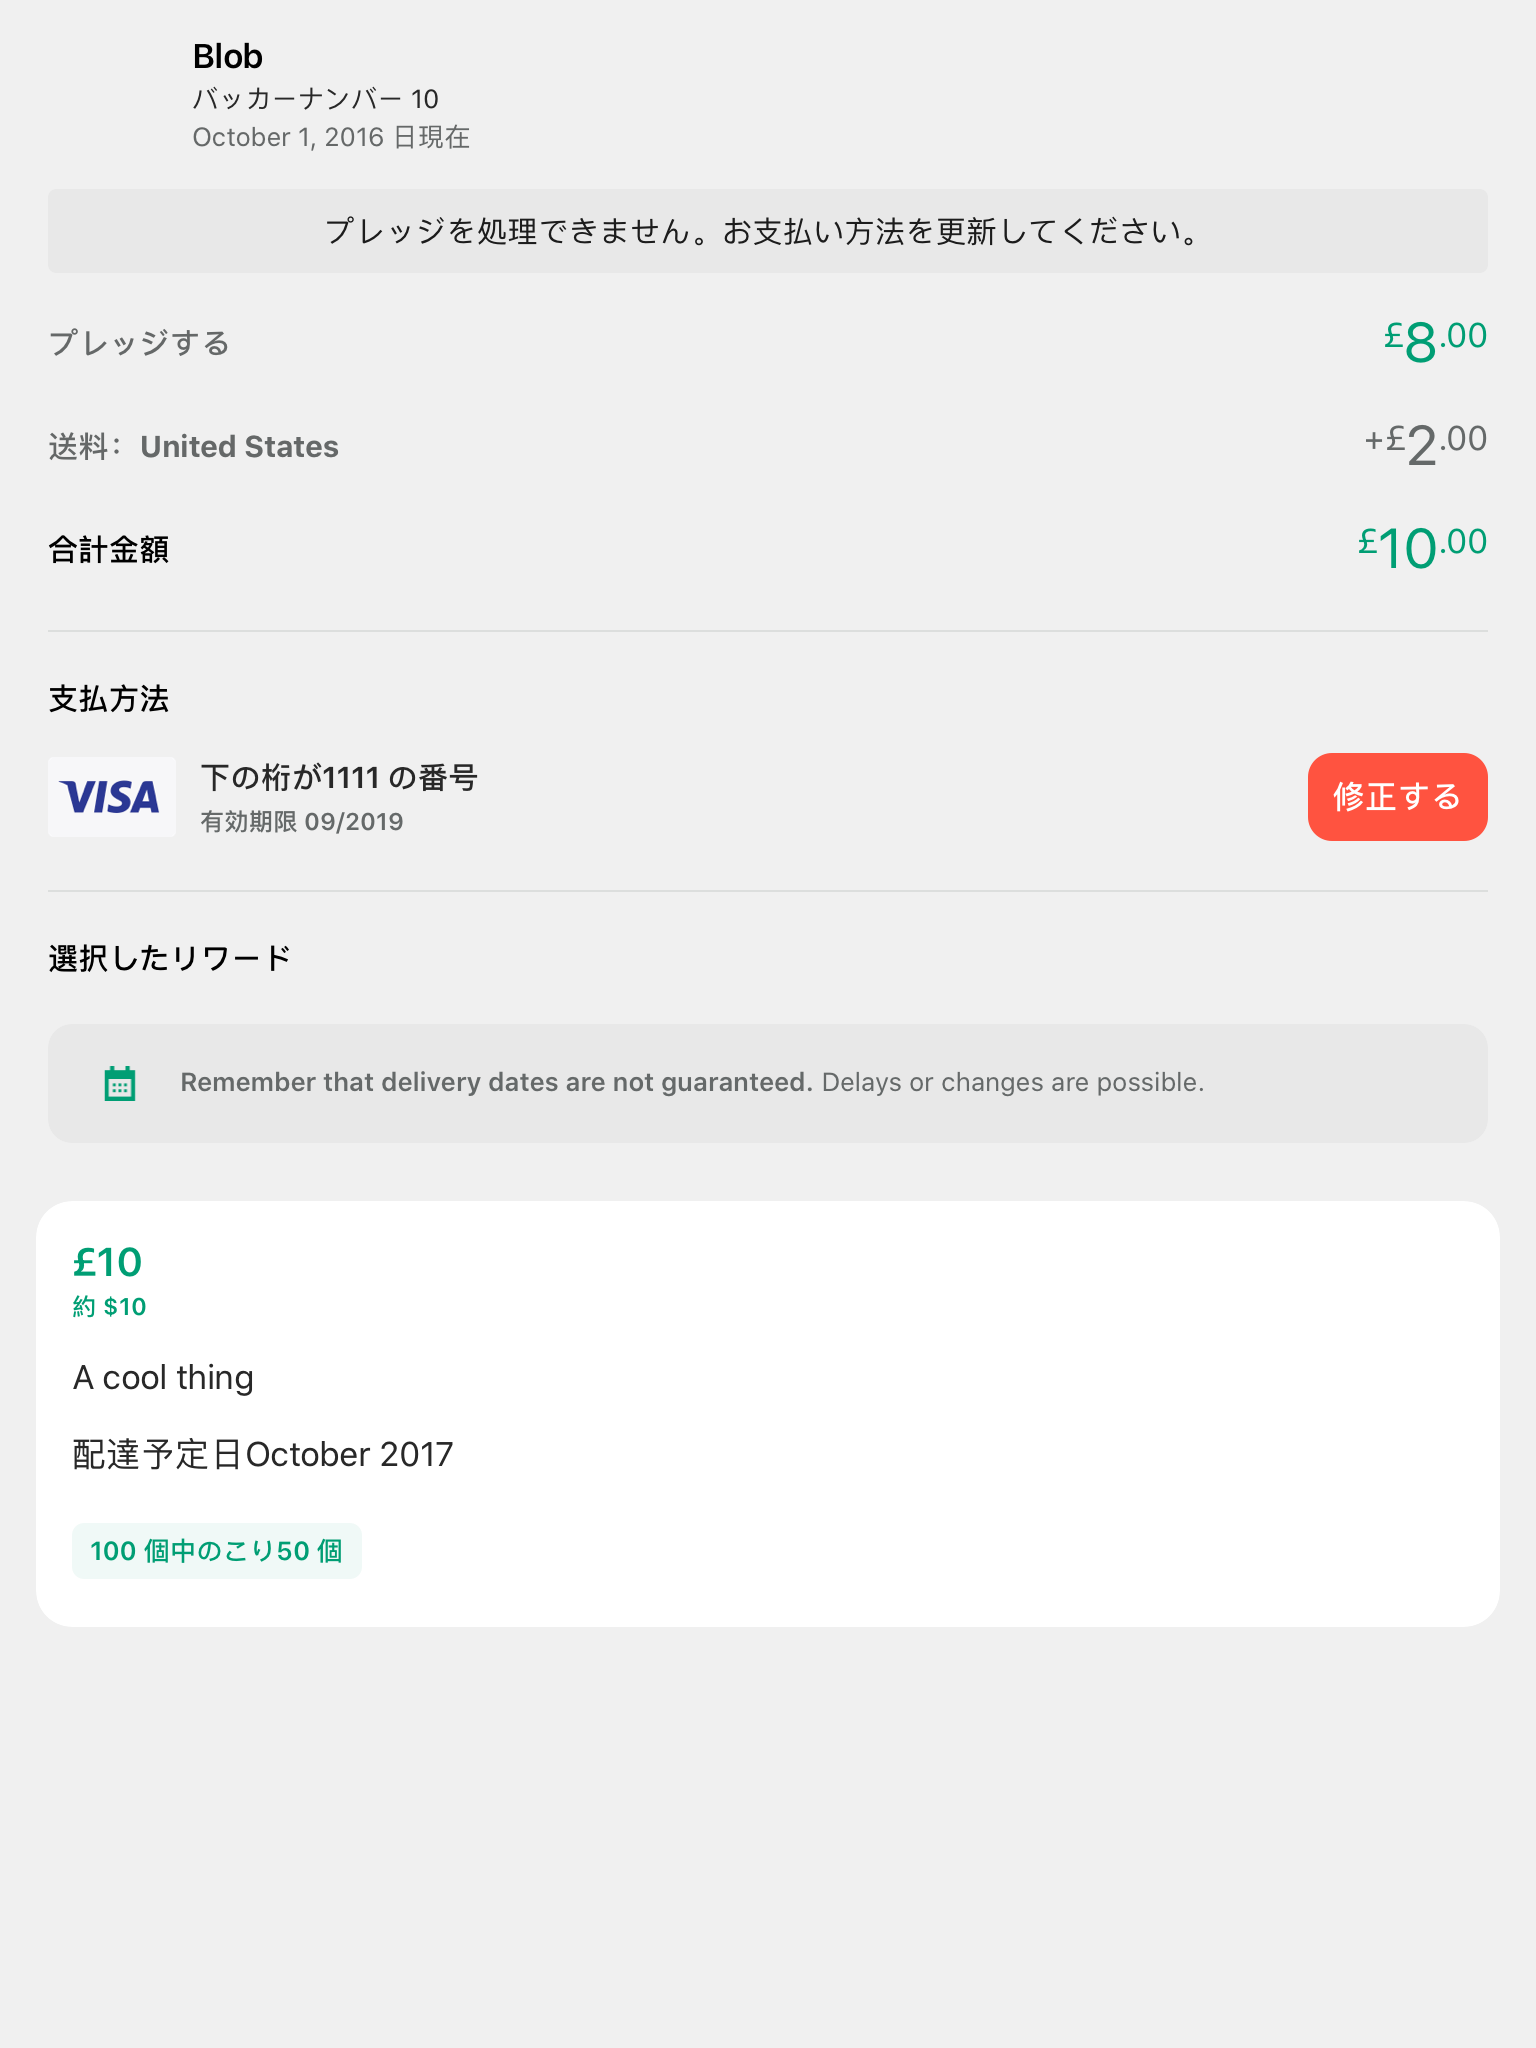 Blob
バッカーナンバー 10
October 1, 2016 日現在
プレッジを処理できません。お支払い方法を更新してください。
プレッジする £8.00
送料： United States +£2.00
合計金額 £10.00
支払方法
VISA
下の桁が1111 の番号
有効期限 09/2019
修正する
選択したリワード
Remember that delivery dates are not guaranteed. Delays or changes are possible.
£10
約 $10
A cool thing
配達予定日October 2017
100 個中のこり50 個